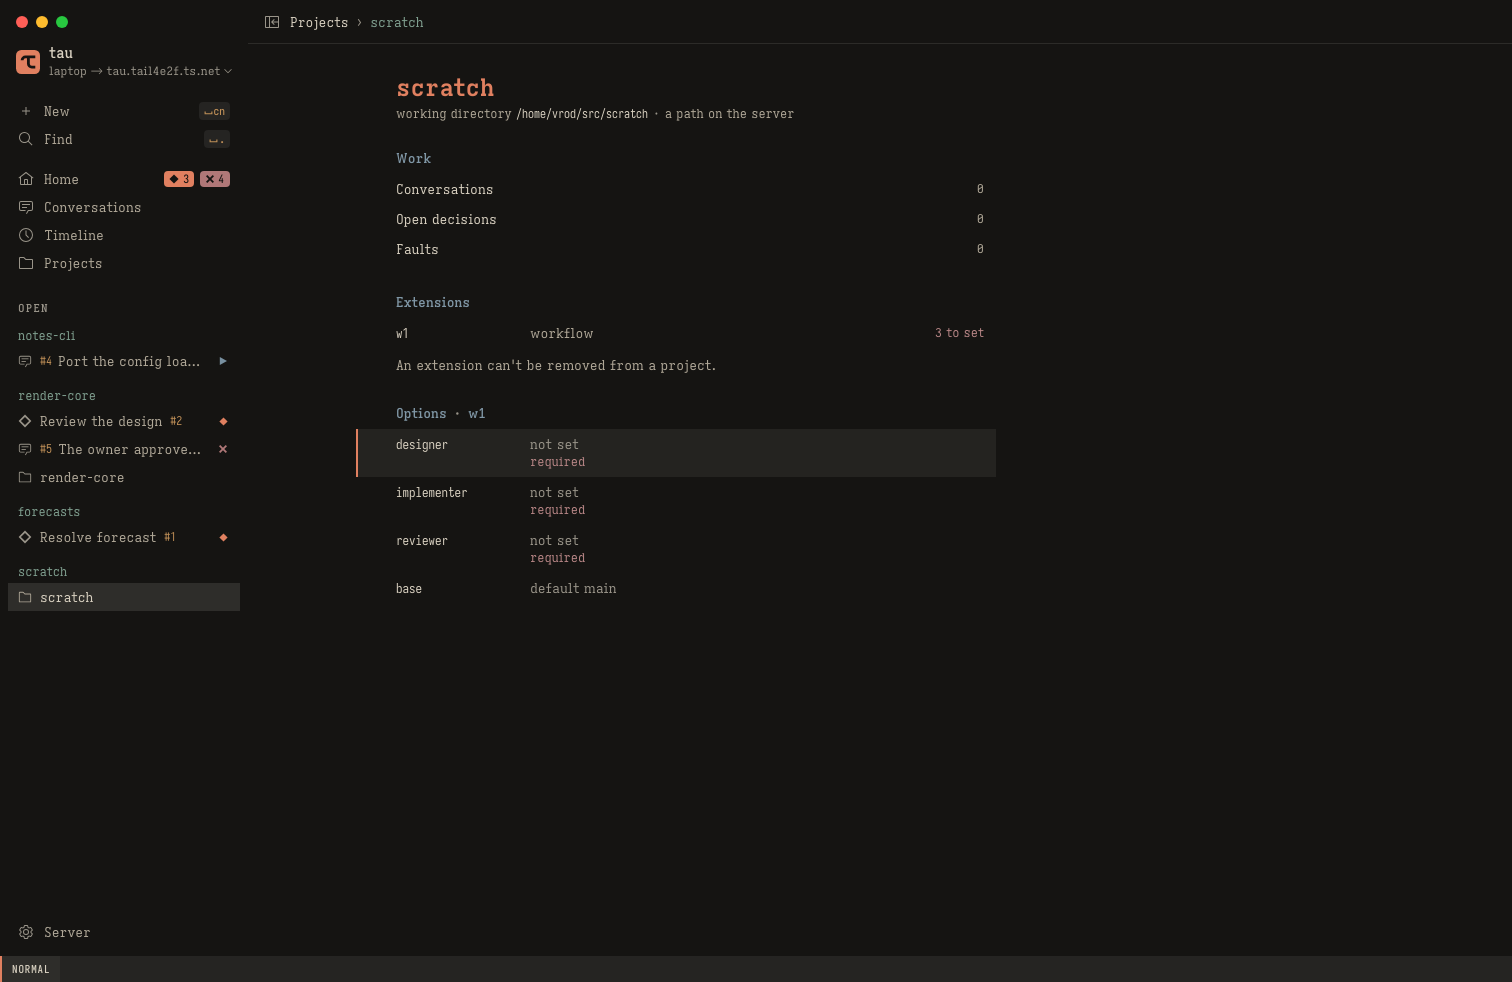 tau
laptop → tau.tail4e2f.ts.net
New ⎵cn
Find ⎵.
Home 3 4
Conversations
Timeline
Projects
OPEN
notes-cli
#4 Port the config loa...
render-core
Review the design #2
#5 The owner approve...
render-core
forecasts
Resolve forecast #1
scratch
scratch
Server
NORMAL
Projects › scratch
scratch
working directory /home/vrod/src/scratch · a path on the server
Work
Conversations 0
Open decisions 0
Faults 0
Extensions
w1 workflow 3 to set
An extension can't be removed from a project.
Options · w1
designer not set
required
implementer not set
required
reviewer not set
required
base default main